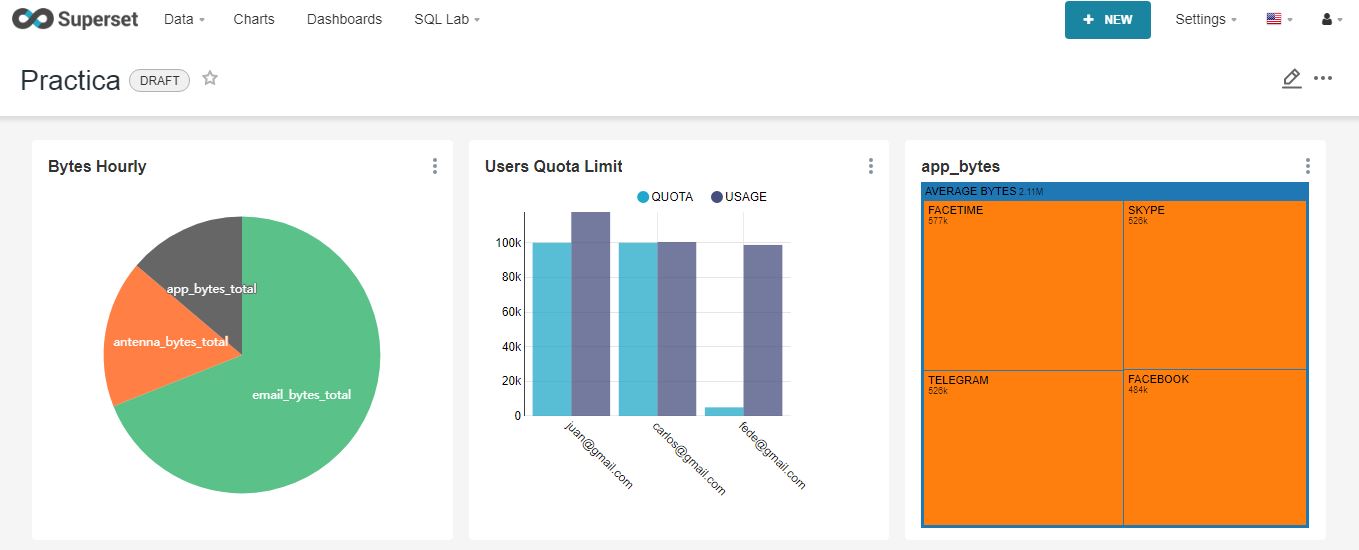 Superset Data Charts Dashboards SQL Lab + NEW Settings
Practica DRAFT
Bytes Hourly
app_bytes_total
antenna_bytes_total
email_bytes_total
Users Quota Limit
QUOTA USAGE
100k
80k
60k
40k
20k
0
juan@gmail.com
carlos@gmail.com
fede@gmail.com
app_bytes
AVERAGE BYTES 2.11M
FACETIME
577k
SKYPE
526k
TELEGRAM
526k
FACEBOOK
484k